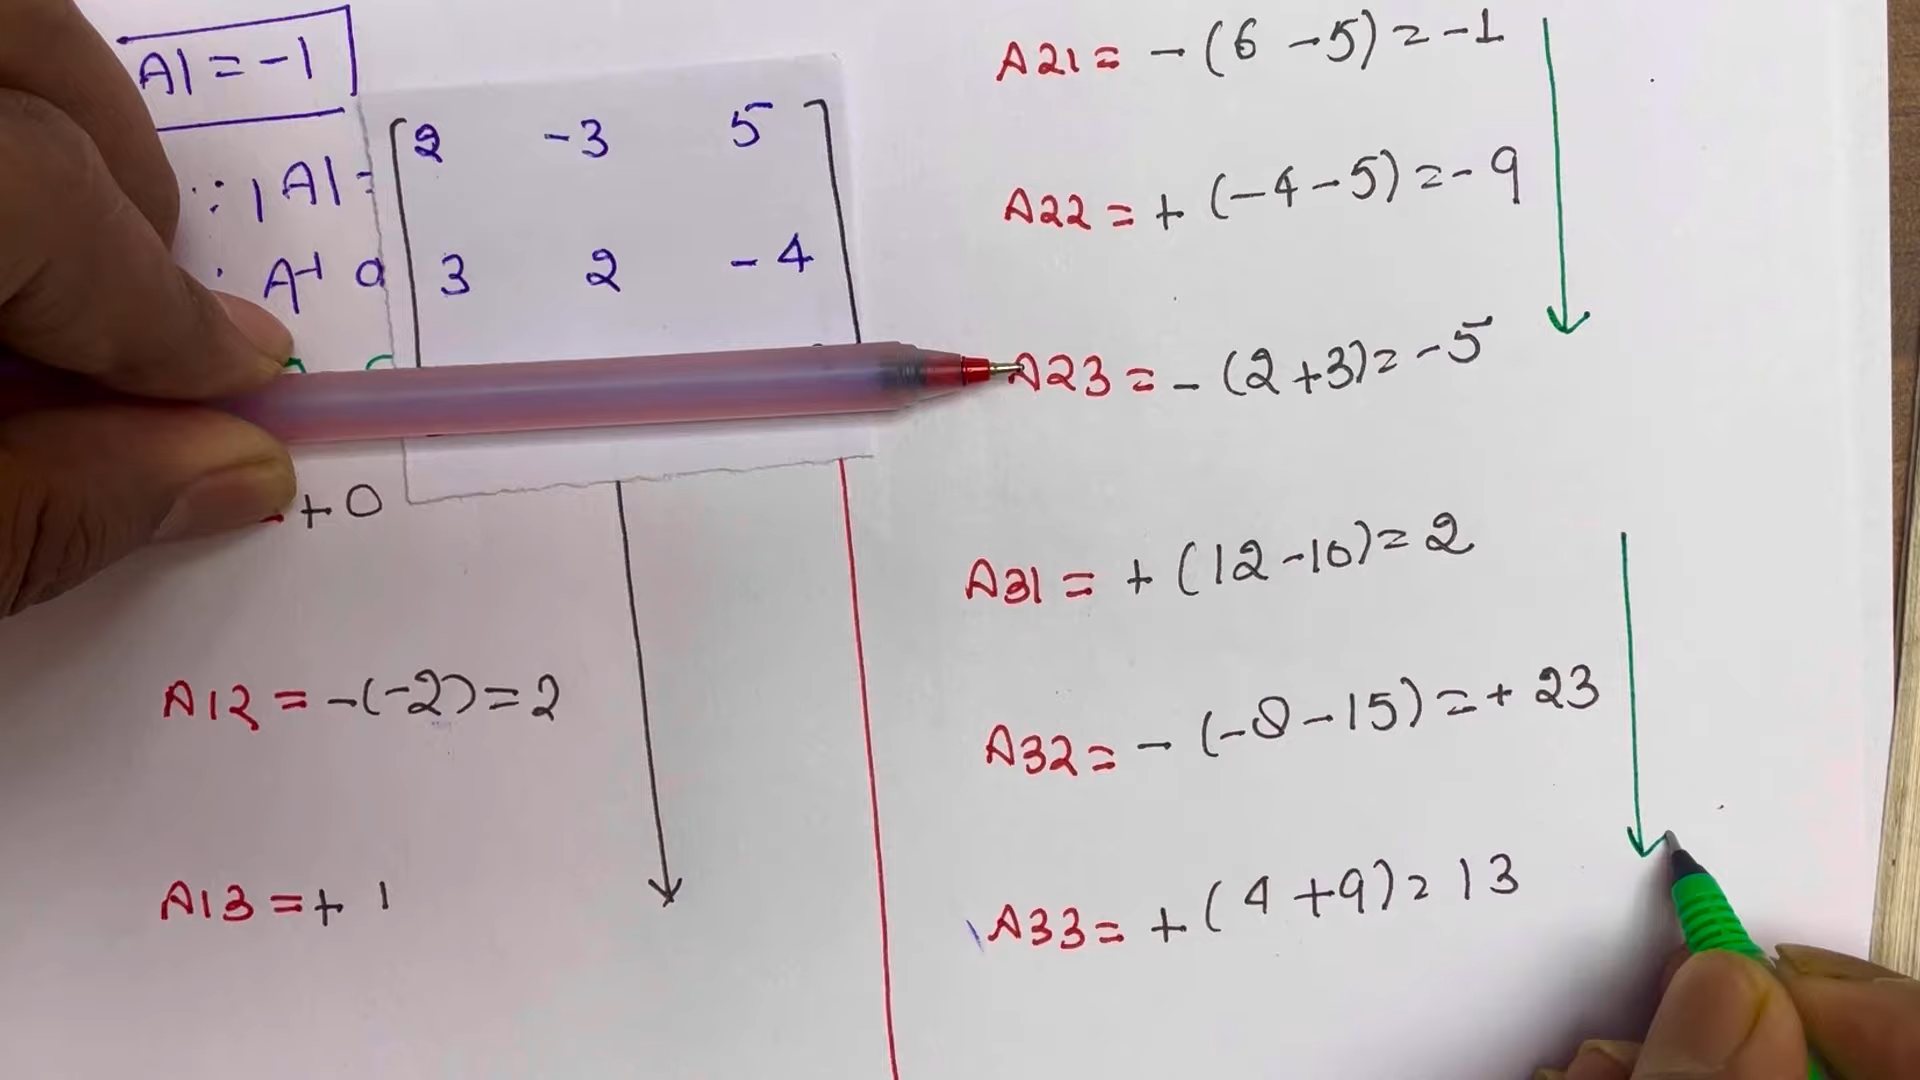 A| = -1
∵ |A| =
2 -3 5
3 2 -4
A⁻¹
+ 0
A12 = -(-2) = 2
A13 = + 1
A21 = - (6 - 5) = -1
A22 = + (-4 - 5) = -9
A23 = - (2 + 3) = -5
A31 = + (12 - 10) = 2
A32 = - (-8 - 15) = + 23
A33 = + (4 + 9) = 13